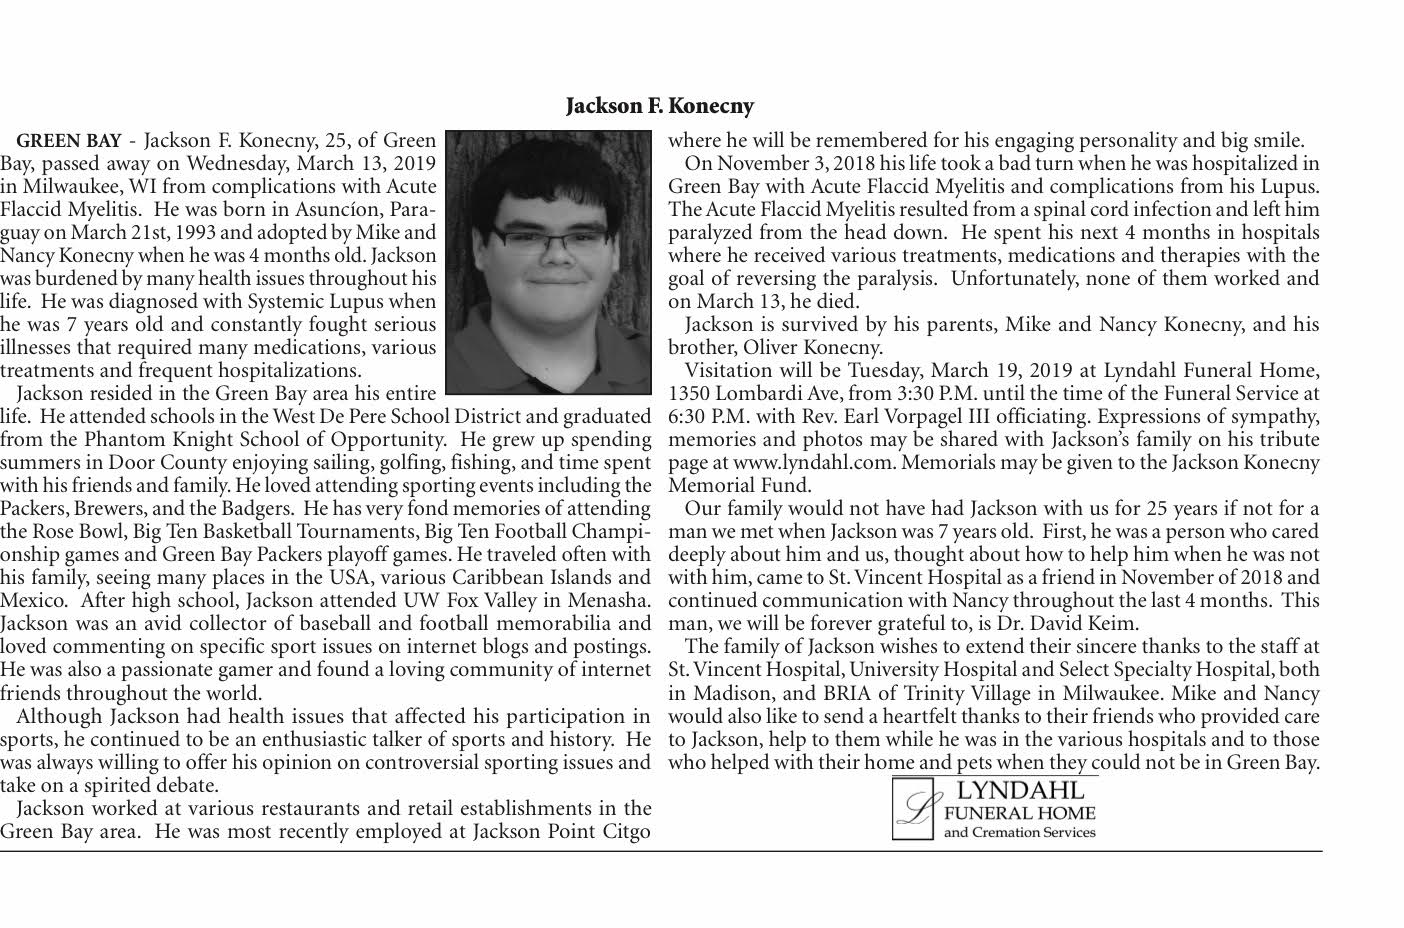 Jackson F. Konecny
GREEN BAY - Jackson F. Konecny, 25, of Green
Bay, passed away on Wednesday, March 13, 2019
in Milwaukee, WI from complications with Acute
Flaccid Myelitis. He was born in Asuncíon, Para-
guay on March 21st, 1993 and adopted by Mike and
Nancy Konecny when he was 4 months old. Jackson
was burdened by many health issues throughout his
life. He was diagnosed with Systemic Lupus when
he was 7 years old and constantly fought serious
illnesses that required many medications, various
treatments and frequent hospitalizations.
Jackson resided in the Green Bay area his entire
life. He attended schools in the West De Pere School District and graduated
from the Phantom Knight School of Opportunity. He grew up spending
summers in Door County enjoying sailing, golfing, fishing, and time spent
with his friends and family. He loved attending sporting events including the
Packers, Brewers, and the Badgers. He has very fond memories of attending
the Rose Bowl, Big Ten Basketball Tournaments, Big Ten Football Champi-
onship games and Green Bay Packers playoff games. He traveled often with
his family, seeing many places in the USA, various Caribbean Islands and
Mexico. After high school, Jackson attended UW Fox Valley in Menasha.
Jackson was an avid collector of baseball and football memorabilia and
loved commenting on specific sport issues on internet blogs and postings.
He was also a passionate gamer and found a loving community of internet
friends throughout the world.
Although Jackson had health issues that affected his participation in
sports, he continued to be an enthusiastic talker of sports and history. He
was always willing to offer his opinion on controversial sporting issues and
take on a spirited debate.
Jackson worked at various restaurants and retail establishments in the
Green Bay area. He was most recently employed at Jackson Point Citgo
where he will be remembered for his engaging personality and big smile.
On November 3, 2018 his life took a bad turn when he was hospitalized in
Green Bay with Acute Flaccid Myelitis and complications from his Lupus.
The Acute Flaccid Myelitis resulted from a spinal cord infection and left him
paralyzed from the head down. He spent his next 4 months in hospitals
where he received various treatments, medications and therapies with the
goal of reversing the paralysis. Unfortunately, none of them worked and
on March 13, he died.
Jackson is survived by his parents, Mike and Nancy Konecny, and his
brother, Oliver Konecny.
Visitation will be Tuesday, March 19, 2019 at Lyndahl Funeral Home,
1350 Lombardi Ave, from 3:30 P.M. until the time of the Funeral Service at
6:30 P.M. with Rev. Earl Vorpagel III officiating. Expressions of sympathy,
memories and photos may be shared with Jackson's family on his tribute
page at www.lyndahl.com. Memorials may be given to the Jackson Konecny
Memorial Fund.
Our family would not have had Jackson with us for 25 years if not for a
man we met when Jackson was 7 years old. First, he was a person who cared
deeply about him and us, thought about how to help him when he was not
with him, came to St. Vincent Hospital as a friend in November of 2018 and
continued communication with Nancy throughout the last 4 months. This
man, we will be forever grateful to, is Dr. David Keim.
The family of Jackson wishes to extend their sincere thanks to the staff at
St. Vincent Hospital, University Hospital and Select Specialty Hospital, both
in Madison, and BRIA of Trinity Village in Milwaukee. Mike and Nancy
would also like to send a heartfelt thanks to their friends who provided care
to Jackson, help to them while he was in the various hospitals and to those
who helped with their home and pets when they could not be in Green Bay.
L LYNDAHL
FUNERAL HOME
and Cremation Services